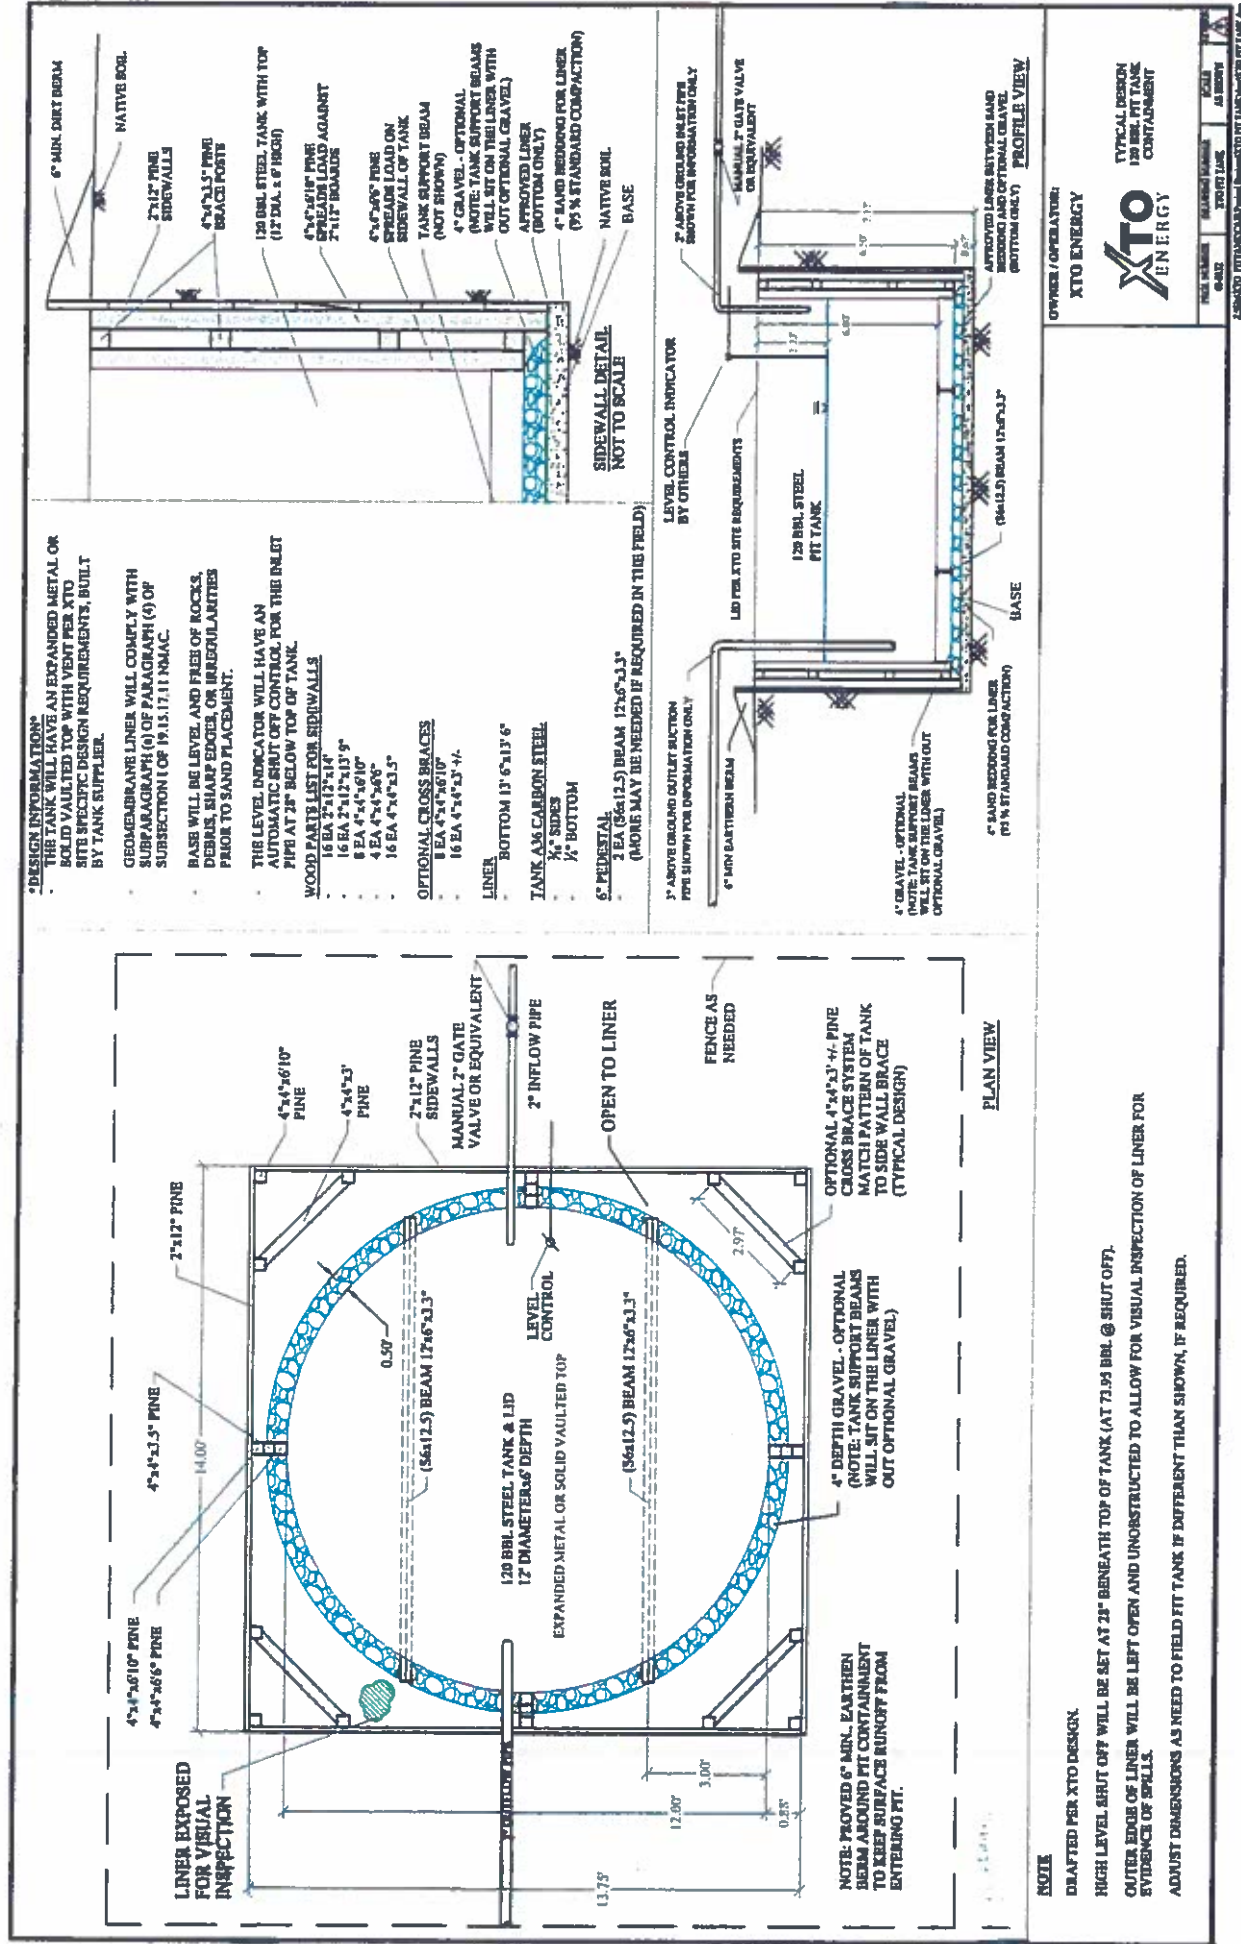 *DESIGN INFORMATION*
- THE TANK WILL HAVE AN EXPANDED METAL OR
SOLID VAULTED TOP WITH VENT PER XTO
SITE SPECIFIC DESIGN REQUIREMENTS, BUILT
BY TANK SUPPLIER.
- GEOMEMBRANE LINER WILL COMPLY WITH
SUBPARAGRAPH (a) OF PARAGRAPH (4) OF
SUBSECTION I OF 19.15.17.11 NMAC.
- BASE WILL BE LEVEL AND FREE OF ROCKS,
DEBRIS, SHARP EDGES, OR IRREGULARITIES
PRIOR TO SAND PLACEMENT.
- THE LEVEL INDICATOR WILL HAVE AN
AUTOMATIC SHUT OFF CONTROL FOR THE INLET
PIPE AT 28" BELOW TOP OF TANK.
WOOD PARTS LIST FOR SIDEWALLS
- 16 EA 2"x12"x14'
- 16 EA 2"x12"x13'9"
- 8 EA 4"x4"x6'10"
- 4 EA 4"x4"x6'6"
- 16 EA 4"x4"x3.5"
OPTIONAL CROSS BRACES
- 8 EA 4"x4"x6'10"
- 16 EA 4"x4"x3' +/-
LINER
- BOTTOM 13' 6"x13' 6"
TANK A36 CARBON STEEL
- SIDES
- BOTTOM
6" PEDESTAL
- 2 EA (S6x12.5) BEAM 12'x6"x3.3"
(MORE MAY BE NEEDED IF REQUIRED IN THE FIELD)
6" MIN. DIRT BERM
NATIVE SOIL
2"x12" PINE
SIDEWALLS
4"x4"x3.5" PINE
BRACE POSTS
120 BBL STEEL TANK WITH TOP
(12' DIA. x 6' HIGH)
4"x4"x6'10" PINE
SPREADS LOAD AGAINST
2"x12" BOARDS
4"x4"x6'6" PINE
SPREADS LOAD ON
SIDEWALL OF TANK
TANK SUPPORT BEAM
(NOT SHOWN)
4" GRAVEL - OPTIONAL
(NOTE: TANK SUPPORT BEAMS
WILL SIT ON THE LINER WITH
OUT OPTIONAL GRAVEL)
APPROVED LINER
(BOTTOM ONLY)
4" SAND BEDDING FOR LINER
(95 % STANDARD COMPACTION)
NATIVE SOIL
BASE
SIDEWALL DETAIL
NOT TO SCALE
LINER EXPOSED
FOR VISUAL
INSPECTION
4"x4"x6'10" PINE
4"x4"x6'6" PINE
4"x4"x3.5" PINE
2"x12" PINE
4"x4"x6'10"
PINE
4"x4"x3'
PINE
2"x12" PINE
SIDEWALLS
MANUAL 2" GATE
VALVE OR EQUIVALENT
2" INFLOW PIPE
OPEN TO LINER
FENCE AS
NEEDED
14.00'
0.50'
(S6x12.5) BEAM 12'x6"x3.3"
LEVEL
CONTROL
120 BBL STEEL TANK & LID
12' DIAMETERx6' DEPTH
EXPANDED METAL OR SOLID VAULTED TOP
(S6x12.5) BEAM 12'x6"x3.3"
2.97'
3.00'
12.00'
0.88'
13.75'
OPTIONAL 4"x4"x3' +/- PINE
CROSS BRACE SYSTEM
MATCH PATTERN OF TANK
TO SIDE WALL BRACE
(TYPICAL DESIGN)
4" DEPTH GRAVEL - OPTIONAL
(NOTE: TANK SUPPORT BEAMS
WILL SIT ON THE LINER WITH
OUT OPTIONAL GRAVEL)
NOTE: PROVED 6" MIN. EARTHEN
BERM AROUND PIT CONTAINMENT
TO KEEP SURFACE RUNOFF FROM
ENTERING PIT.
PLAN VIEW
3" ABOVE GROUND OUTLET SUCTION
PIPE SHOWN FOR INFORMATION ONLY
6" MIN EARTHERN BERM
LEVEL CONTROL INDICATOR
BY OTHERS
LID PER XTO SITE REQUIREMENTS
120 BBL STEEL
PIT TANK
2" ABOVE GROUND INLET PIPE
SHOWN FOR INFORMATION ONLY
MANUAL 2" GATE VALVE
OR EQUIVALENT
6.00'
4" GRAVEL - OPTIONAL
(NOTE: TANK SUPPORT BEAMS
WILL SIT ON THE LINER WITHOUT
OPTIONAL GRAVEL)
4" SAND BEDDING FOR LINER
(95 % STANDARD COMPACTION)
BASE
(S6x12.5) BEAM 12'x6"x3.3"
APPROVED LINER BETWEEN SAND
BEDDING AND OPTIONAL GRAVEL
(BOTTOM ONLY)
PROFILE VIEW
NOTE
DRAFTED PER XTO DESIGN.
HIGH LEVEL SHUT OFF WILL BE SET AT 28" BENEATH TOP OF TANK (AT 73.95 BBL @ SHUT OFF).
OUTER EDGE OF LINER WILL BE LEFT OPEN AND UNOBSTRUCTED TO ALLOW FOR VISUAL INSPECTION OF LINER FOR
EVIDENCE OF SPILLS.
ADJUST DIMENSIONS AS NEED TO FIELD FIT TANK IF DIFFERENT THAN SHOWN, IF REQUIRED.
OWNER / OPERATOR:
XTO ENERGY
XTO
ENERGY
TYPICAL DESIGN
120 BBL PIT TANK
CONTAINMENT
SCALE
AS SHOWN